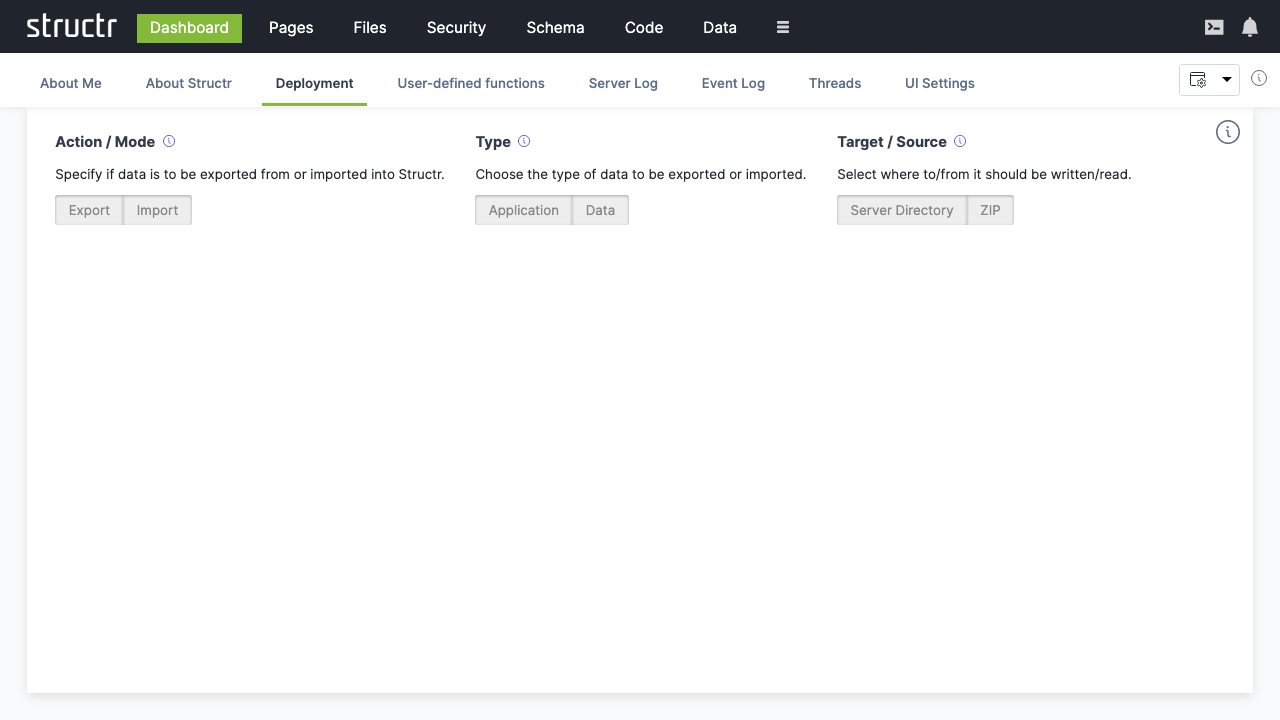 structr Dashboard Pages Files Security Schema Code Data
About Me About Structr Deployment User-defined functions Server Log Event Log Threads UI Settings
Action / Mode Type Target / Source
Specify if data is to be exported from or imported into Structr. Choose the type of data to be exported or imported. Select where to/from it should be written/read.
Export Import Application Data Server Directory ZIP